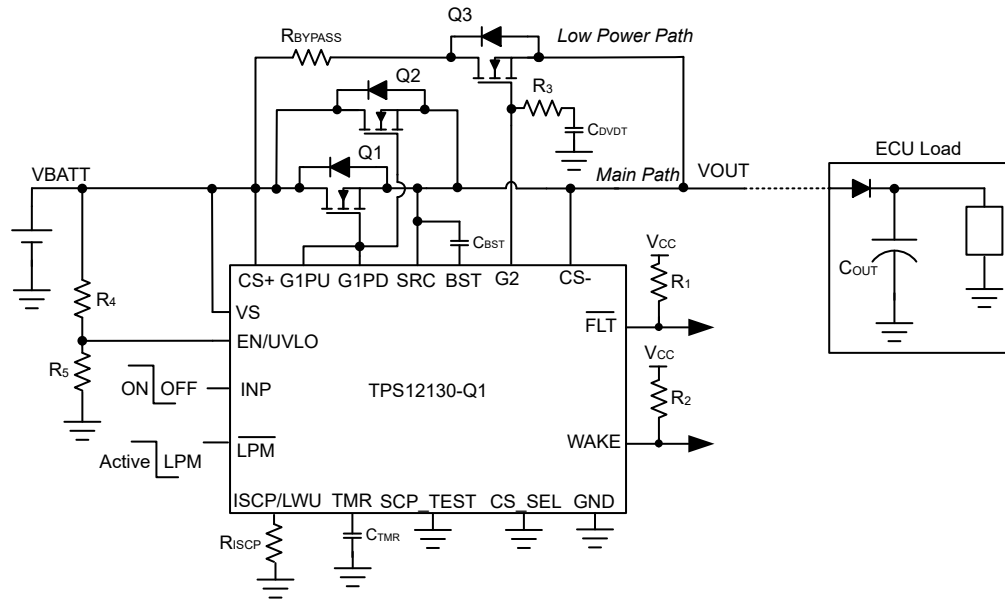 Q3
RBYPASS
Low Power Path
Q2
R3
CDVDT
Q1
ECU Load
VBATT
Main Path
VOUT
CBST
VCC
COUT
CS+ G1PU G1PD SRC BST G2 CS-
R4
R1
VS
FLT
EN/UVLO
VCC
R5
ON OFF
INP
TPS12130-Q1
R2
WAKE
LPM
Active LPM
ISCP/LWU TMR SCP_TEST CS_SEL GND
RISCP
CTMR